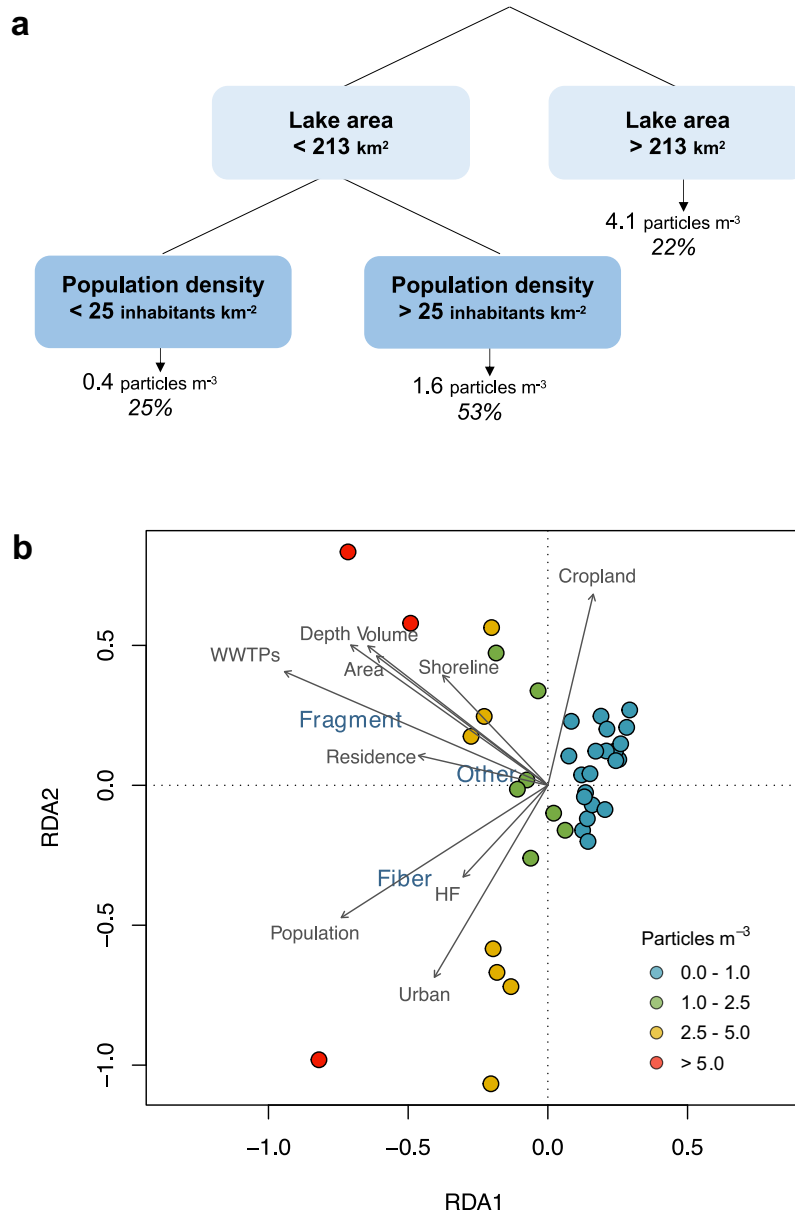 a
Lake area
< 213 km²
Lake area
> 213 km²
4.1 particles m⁻³
22%
Population density
< 25 inhabitants km⁻²
Population density
> 25 inhabitants km⁻²
0.4 particles m⁻³
25%
1.6 particles m⁻³
53%
b
Cropland
Depth Volume
WWTPs
Area
Shoreline
Fragment
Residence
Other
Fiber
HF
Population
Urban
0.5
0.0
−0.5
−1.0
RDA2
Particles m⁻³
0.0 - 1.0
1.0 - 2.5
2.5 - 5.0
> 5.0
−1.0 −0.5 0.0 0.5
RDA1